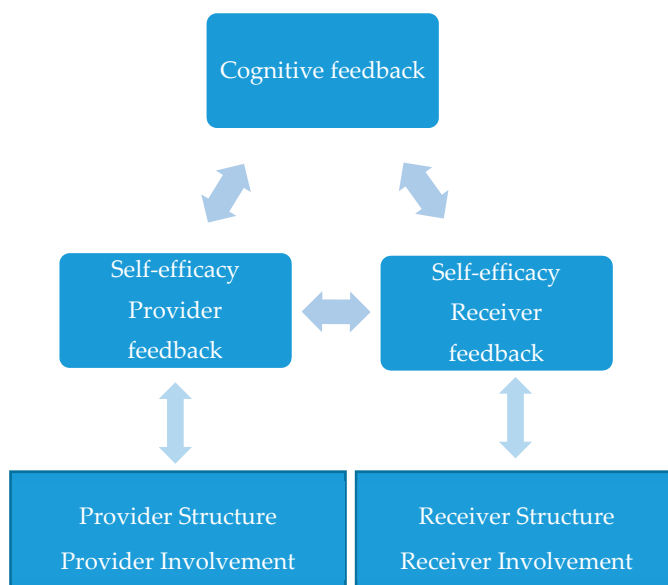 Cognitive feedback
Self-efficacy
Provider
feedback
Self-efficacy
Receiver
feedback
Provider Structure
Provider Involvement
Receiver Structure
Receiver Involvement